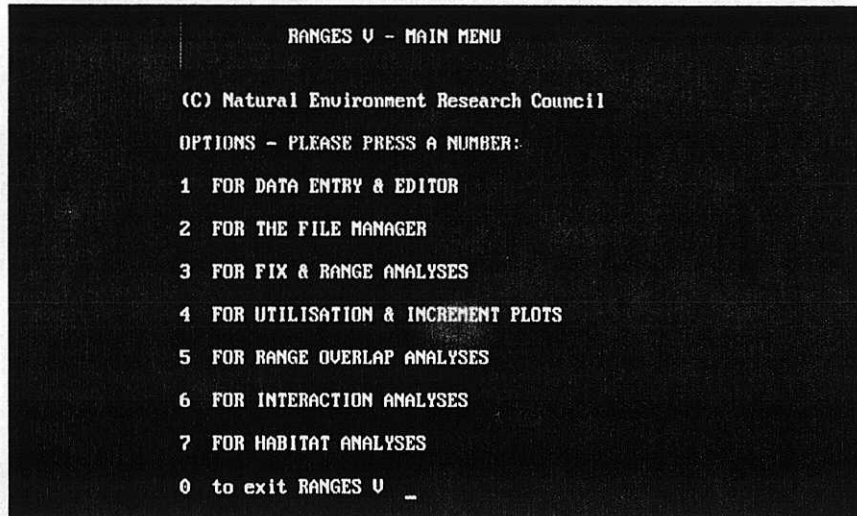 RANGES V - MAIN MENU
(C) Natural Environment Research Council
OPTIONS - PLEASE PRESS A NUMBER:
1 FOR DATA ENTRY & EDITOR
2 FOR THE FILE MANAGER
3 FOR FIX & RANGE ANALYSES
4 FOR UTILISATION & INCREMENT PLOTS
5 FOR RANGE OVERLAP ANALYSES
6 FOR INTERACTION ANALYSES
7 FOR HABITAT ANALYSES
0 to exit RANGES V _